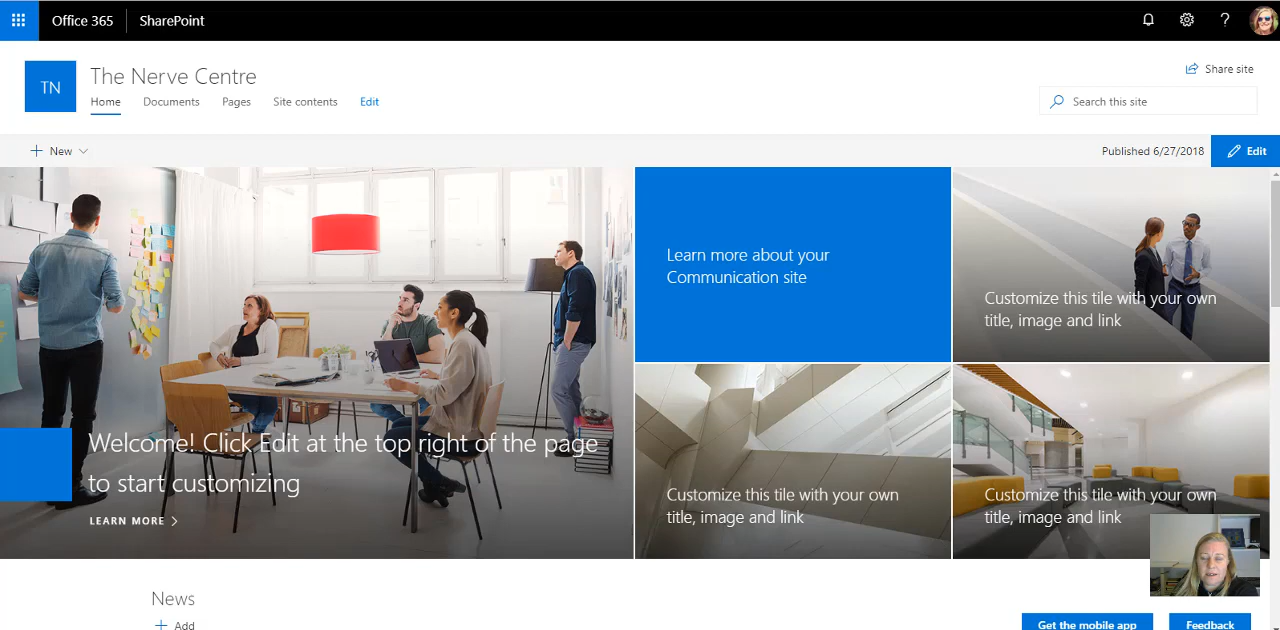 Office 365 SharePoint
?
TN
The Nerve Centre
Home Documents Pages Site contents Edit
Share site
Search this site
New
Published 6/27/2018
Edit
Welcome! Click Edit at the top right of the page
to start customizing
LEARN MORE
Learn more about your
Communication site
Customize this tile with your own
title, image and link
Customize this tile with your own
title, image and link
Customize this tile with your own
title, image and link
News
+ Add
Get the mobile app
Feedback